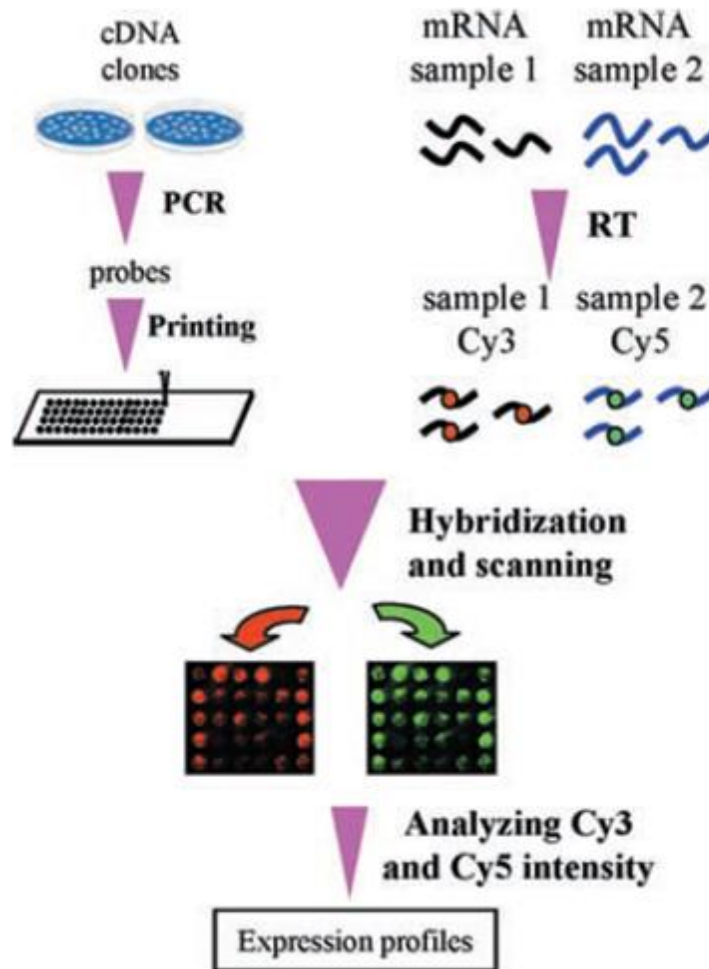 cDNA
clones
PCR
probes
Printing
mRNA
sample 1
mRNA
sample 2
RT
sample 1
Cy3
sample 2
Cy5
Hybridization
and scanning
Analyzing Cy3
and Cy5 intensity
Expression profiles